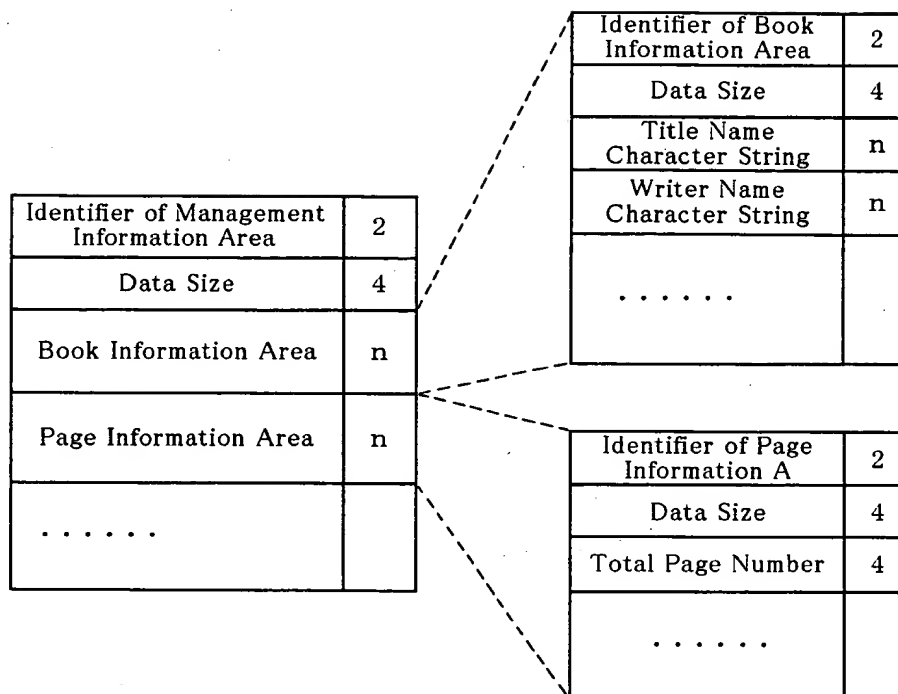 Identifier of Management
Information Area
2
Data Size
4
Book Information Area
n
Page Information Area
n
. . . . . .
Identifier of Book
Information Area
2
Data Size
4
Title Name
Character String
n
Writer Name
Character String
n
. . . . . .
Identifier of Page
Information A
2
Data Size
4
Total Page Number
4
. . . . . .